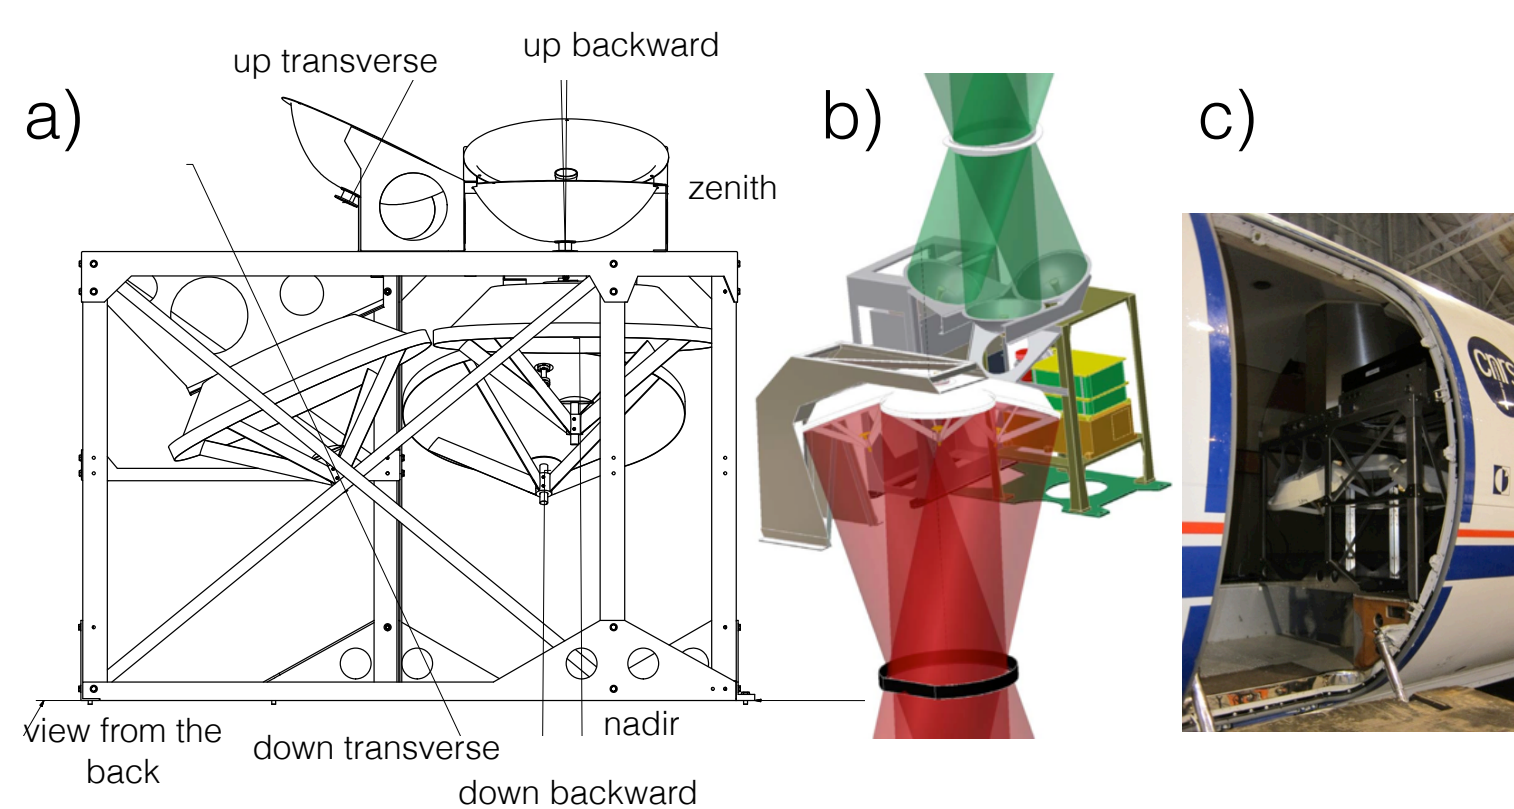 a)
up transverse
up backward
zenith
view from the
back
down transverse
nadir
down backward
b)
c)
cnrs